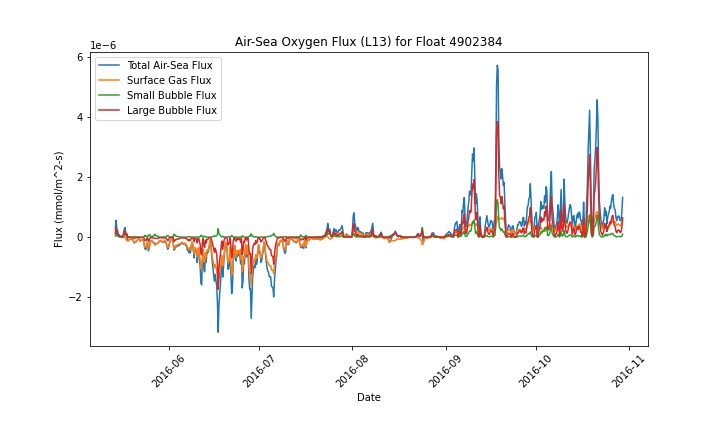 Air-Sea Oxygen Flux (L13) for Float 4902384
1e−6
Total Air-Sea Flux
Surface Gas Flux
Small Bubble Flux
Large Bubble Flux
6
4
2
0
−2
Flux (mmol/m^2-s)
2016-06
2016-07
2016-08
2016-09
2016-10
2016-11
Date